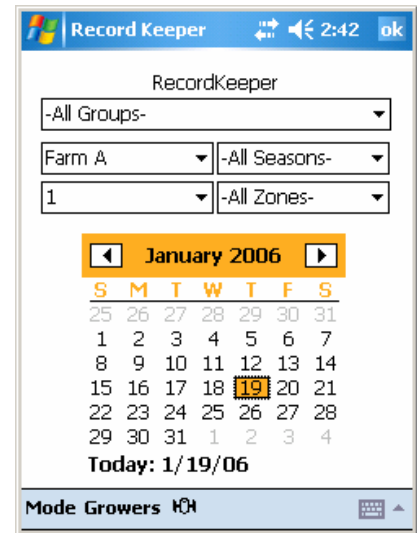 Record Keeper 2:42 ok
RecordKeeper
-All Groups-
Farm A -All Seasons-
1 -All Zones-
January 2006
S M T W T F S
25 26 27 28 29 30 31
1 2 3 4 5 6 7
8 9 10 11 12 13 14
15 16 17 18 19 20 21
22 23 24 25 26 27 28
29 30 31 1 2 3 4
Today: 1/19/06
Mode Growers